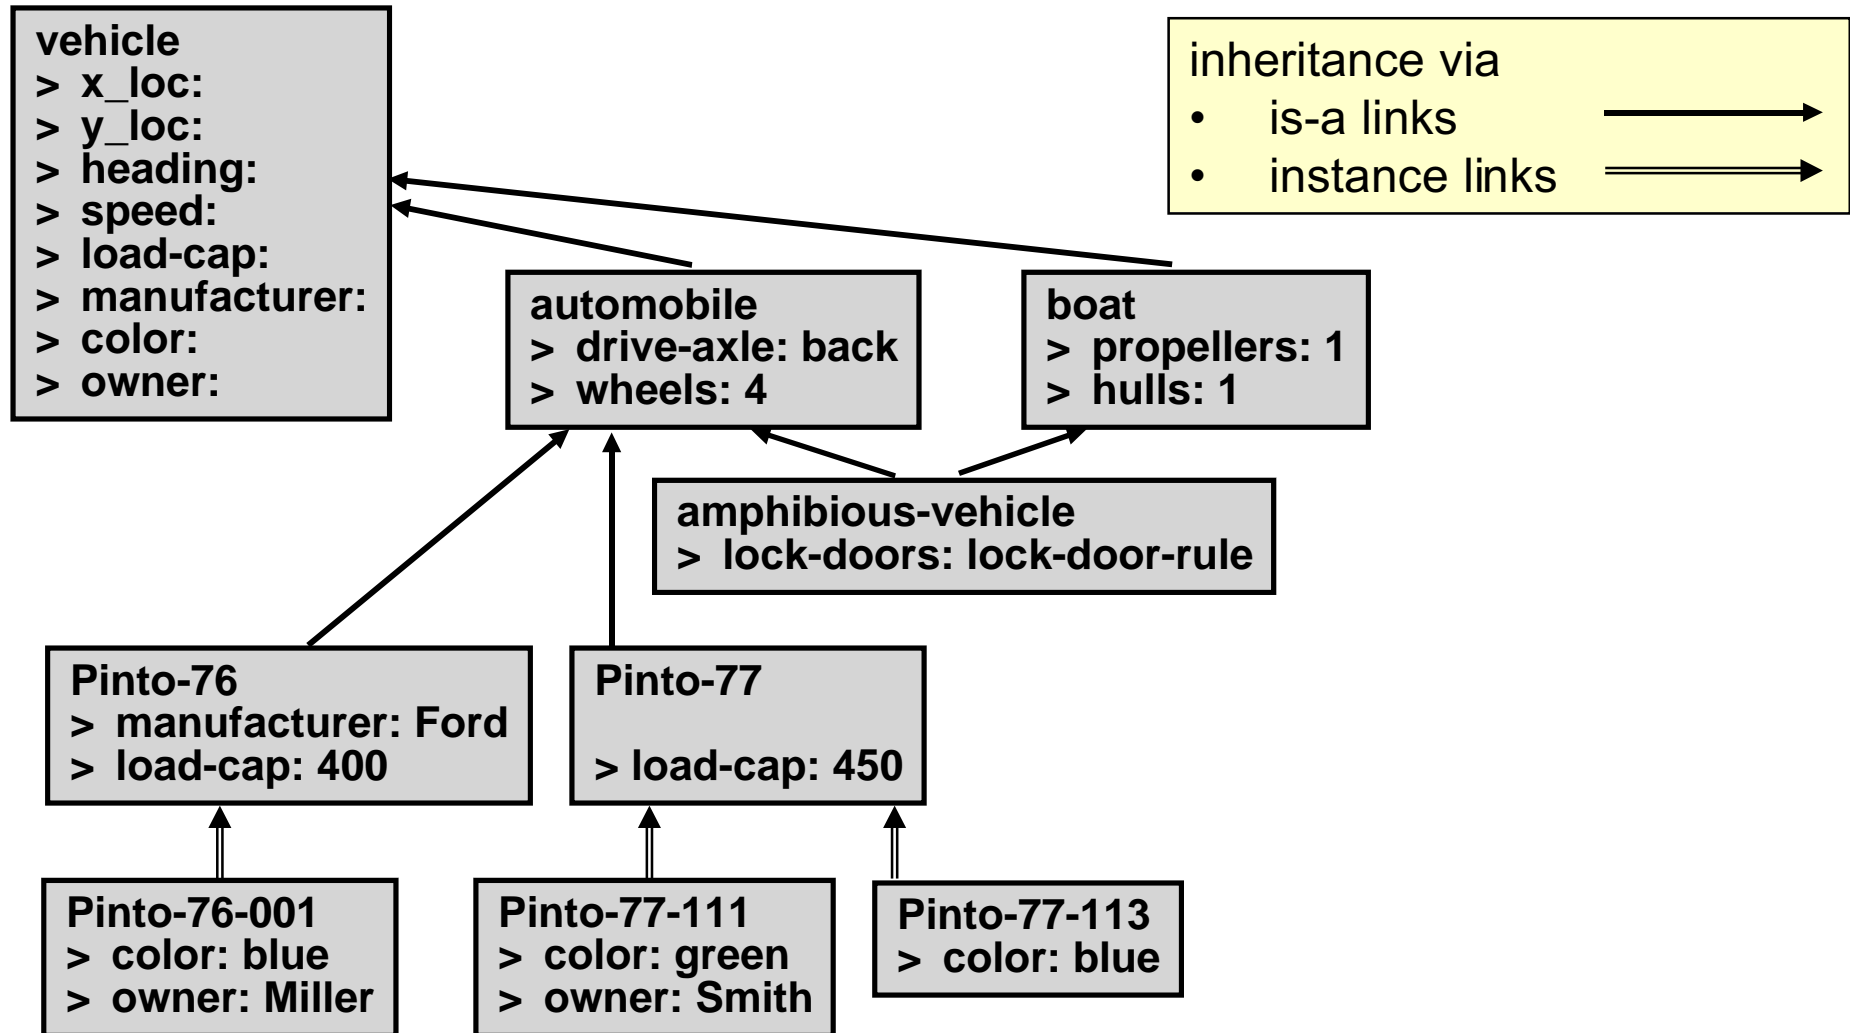 vehicle
> x_loc:
> y_loc:
> heading:
> speed:
> load-cap:
> manufacturer:
> color:
> owner:
inheritance via
• is-a links
• instance links
automobile
> drive-axle: back
> wheels: 4
boat
> propellers: 1
> hulls: 1
amphibious-vehicle
> lock-doors: lock-door-rule
Pinto-76
> manufacturer: Ford
> load-cap: 400
Pinto-77
> load-cap: 450
Pinto-76-001
> color: blue
> owner: Miller
Pinto-77-111
> color: green
> owner: Smith
Pinto-77-113
> color: blue